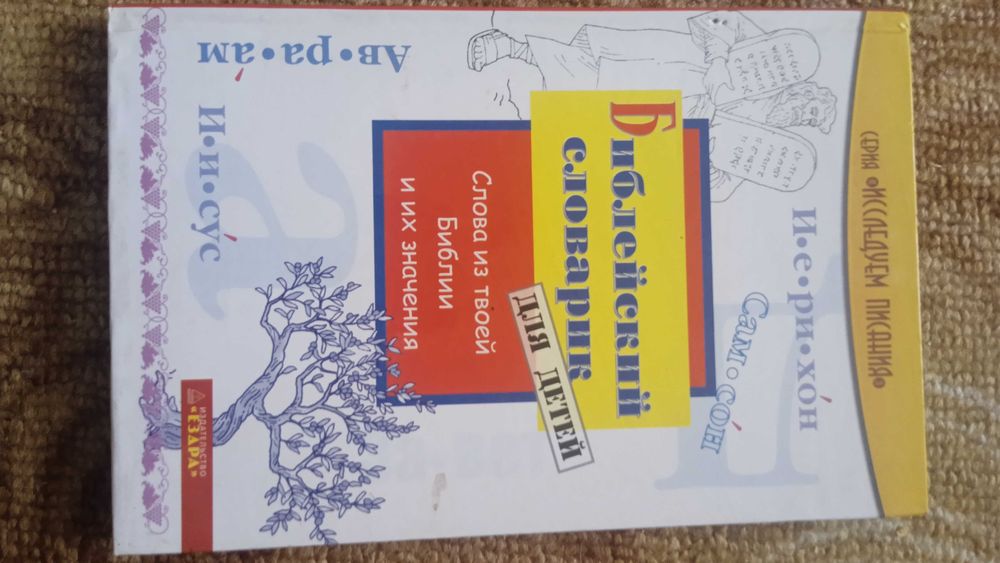 СЕРИЯ «ИССЛЕДУЕМ ПИСАНИЯ»
И•е•ри•хо́н
Сам•со́н
Библейский
словарик
ДЛЯ ДЕТЕЙ
Слова из твоей
Библии
и их значения
а
Ав•ра•а́м
И•и•су́с
ИЗДАТЕЛЬСТВО
"ЕЗДРА"